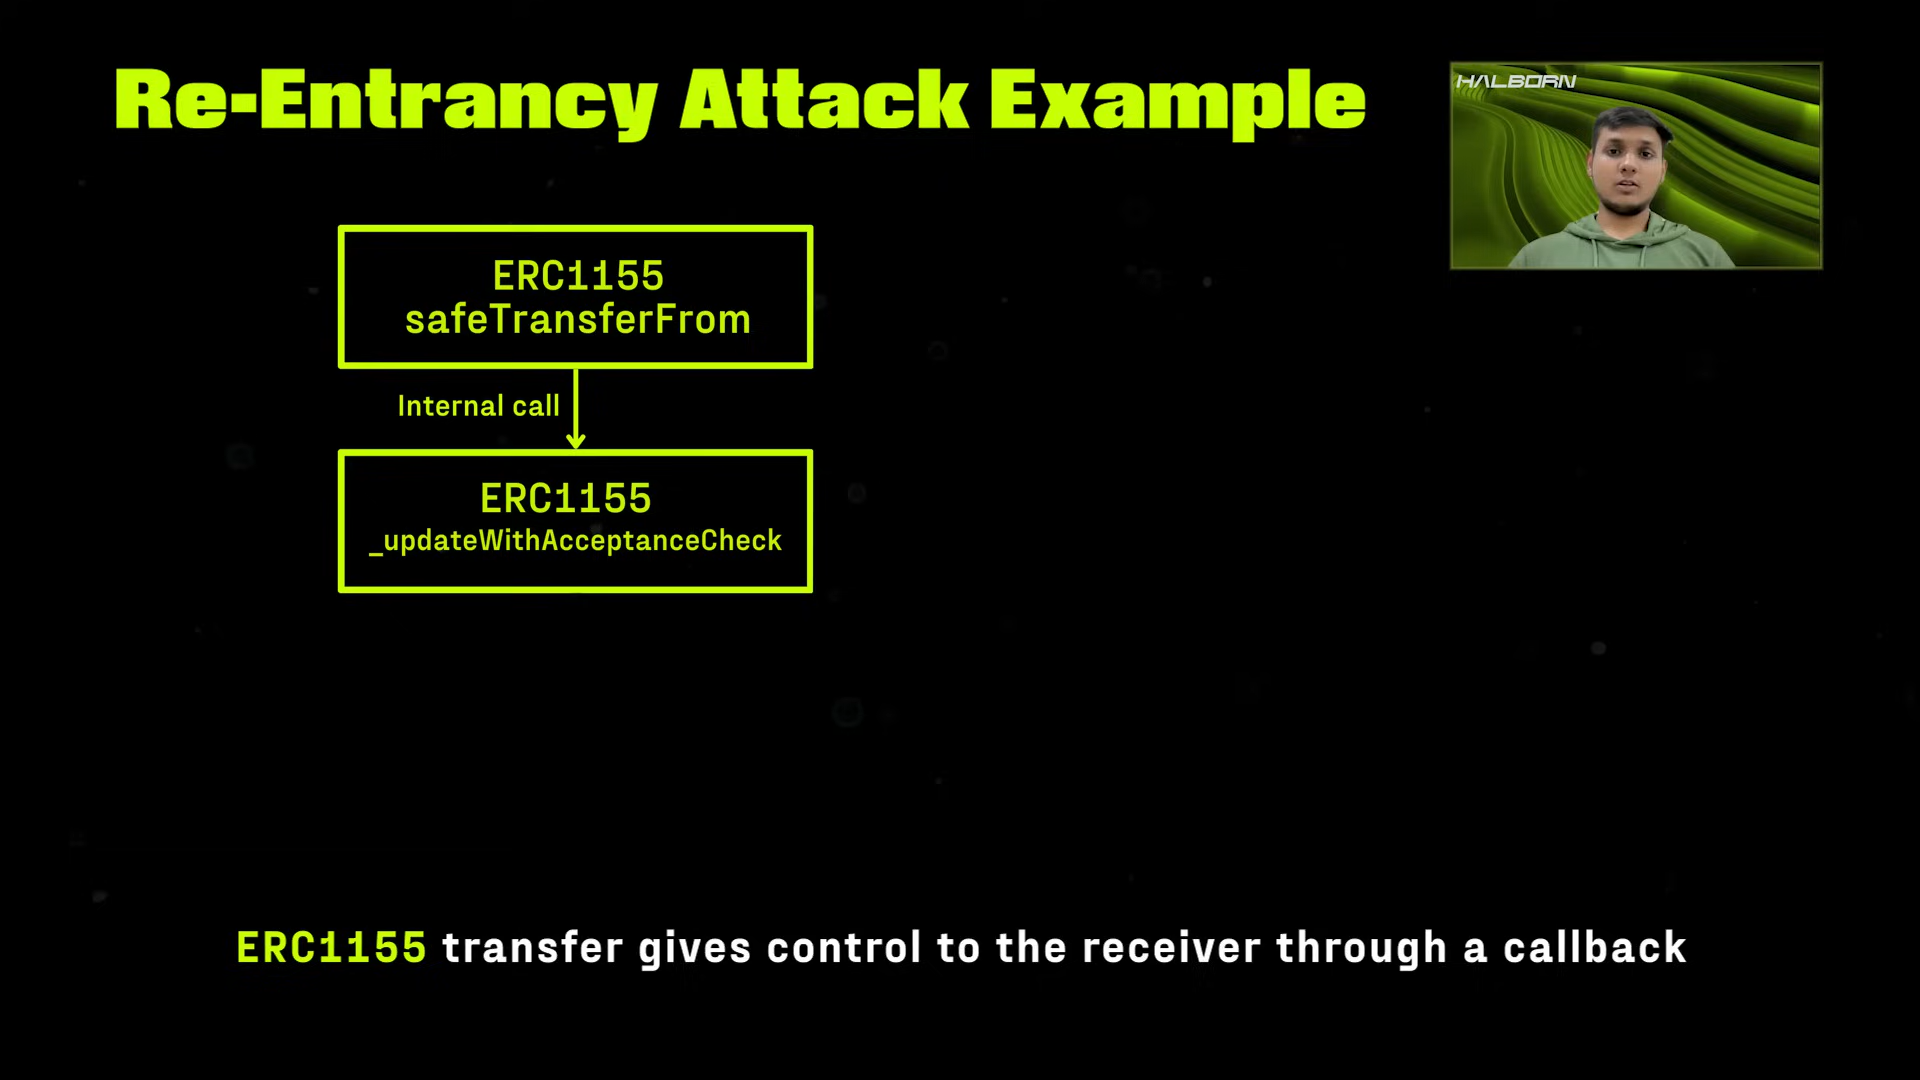 Re-Entrancy Attack Example
HALBORN
ERC1155
safeTransferFrom
Internal call
ERC1155
_updateWithAcceptanceCheck
ERC1155 transfer gives control to the receiver through a callback